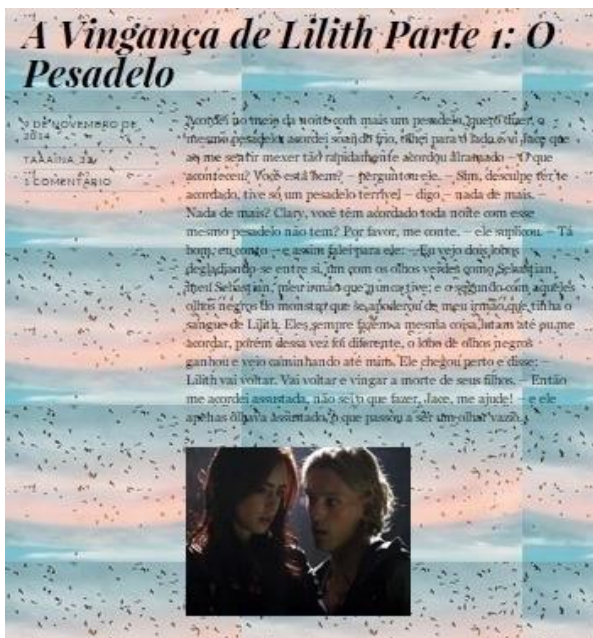 A Vingança de Lilith Parte 1: O
Pesadelo
9 DE NOVEMBRO DE
2014
TAAAINA_22
1 COMENTÁRIO
Acordei no meio da noite com mais um pesadelo, quero dizer, o
mesmo pesadelo, acordei soando frio, olhei para o lado e vi Jace que
ao me sentir mexer tão rapidamente acordou alarmado – O que
aconteceu? Você está bem? – perguntou ele. – Sim, desculpe ter te
acordado, tive só um pesadelo terrível – digo – nada de mais.
Nada de mais? Clary, você têm acordado toda noite com esse
mesmo pesadelo não tem? Por favor, me conte. – ele suplicou. – Tá
bom, eu conto – e assim falei para ele: – Eu vejo dois lobos
degladiando-se entre si, um com os olhos verdes como Sebastian,
meu Sebastian, meu irmão que nunca tive; e o segundo com aqueles
olhos negros do monstro que se apoderou de meu irmão, que tinha o
sangue de Lilith. Eles sempre fazem a mesma coisa, lutam até eu me
acordar, porém dessa vez foi diferente, o lobo de olhos negros
ganhou e veio caminhando até mim. Ele chegou perto e disse: –
Lilith vai voltar. Vai voltar e vingar a morte de seus filhos. – Então
me acordei assustada, não sei o que fazer, Jace, me ajude! – e ele
apenas olhava assustado, o que passou a ser um olhar vazio.